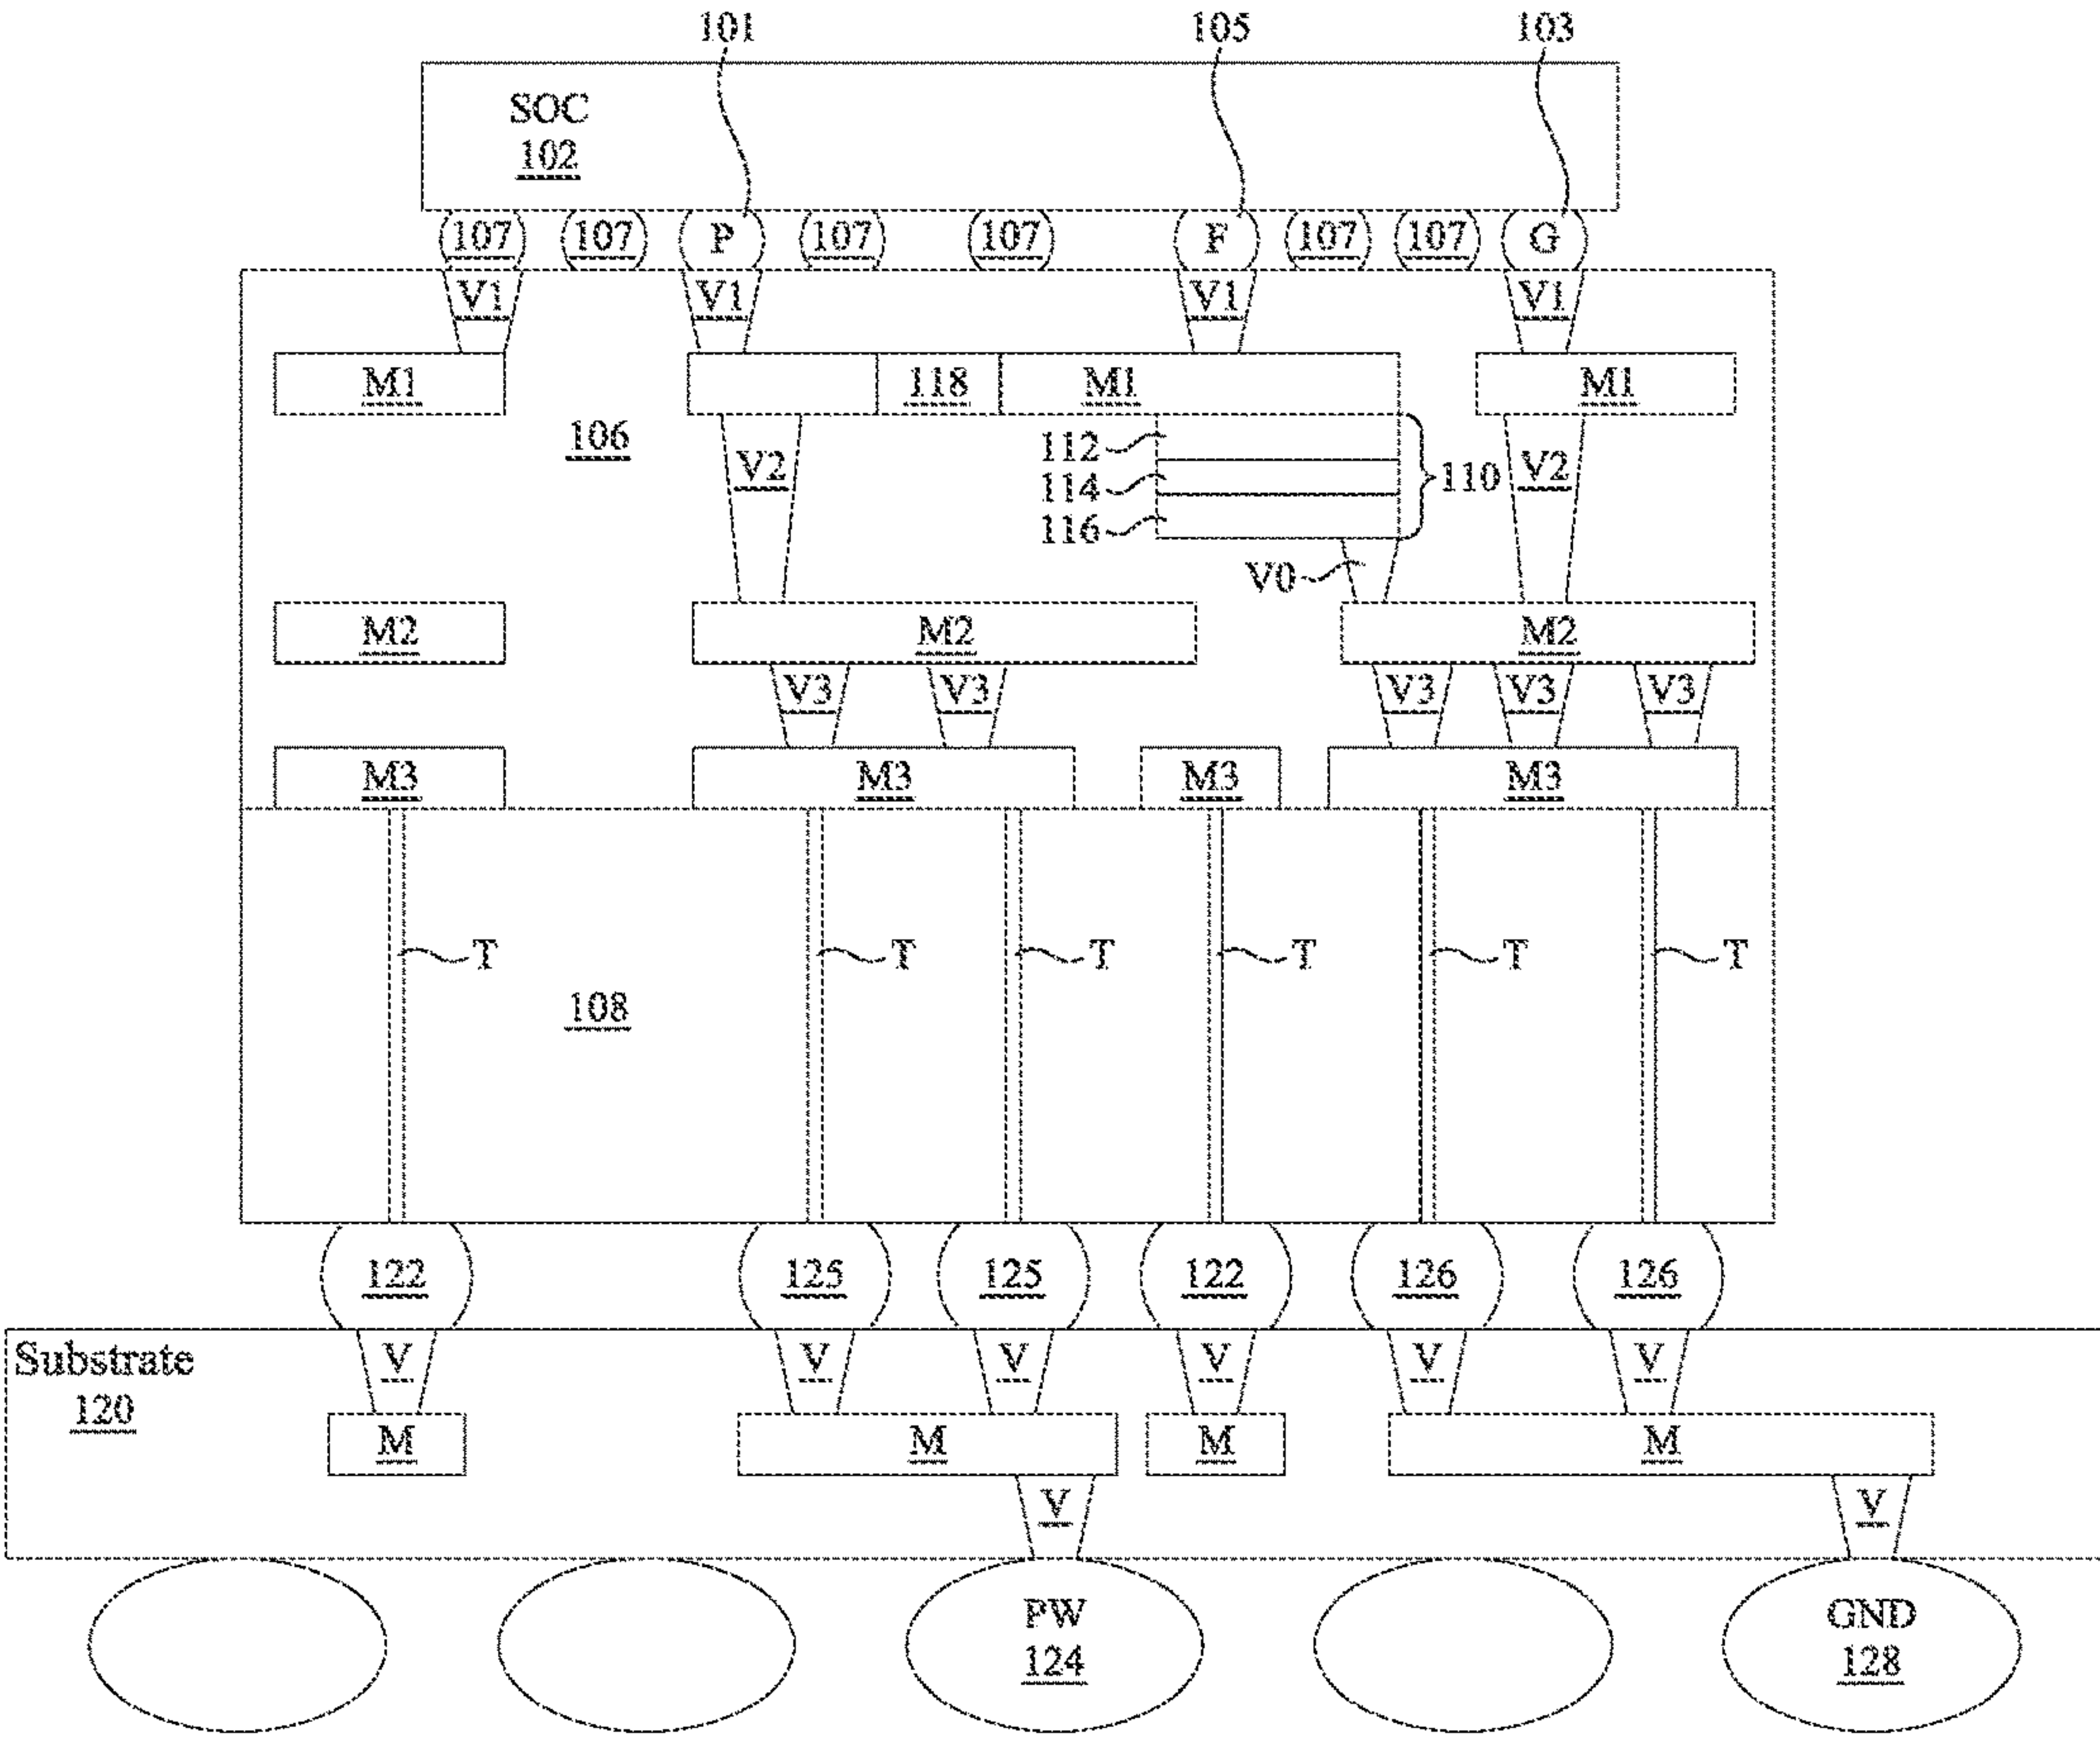 101 105 103
SOC
102
107 107 P 107 107 F 107 107 G
V1 V1 V1 V1
M1 118 M1 M1
106 112 V2 114 110 V2
116
V0
M2 M2 M2
V3 V3 V3 V3 V3
M3 M3 M3 M3
T T T T T T
108
122 125 125 122 126 126
Substrate V V V V V V
120
M M M M
V V
PW GND
124 128